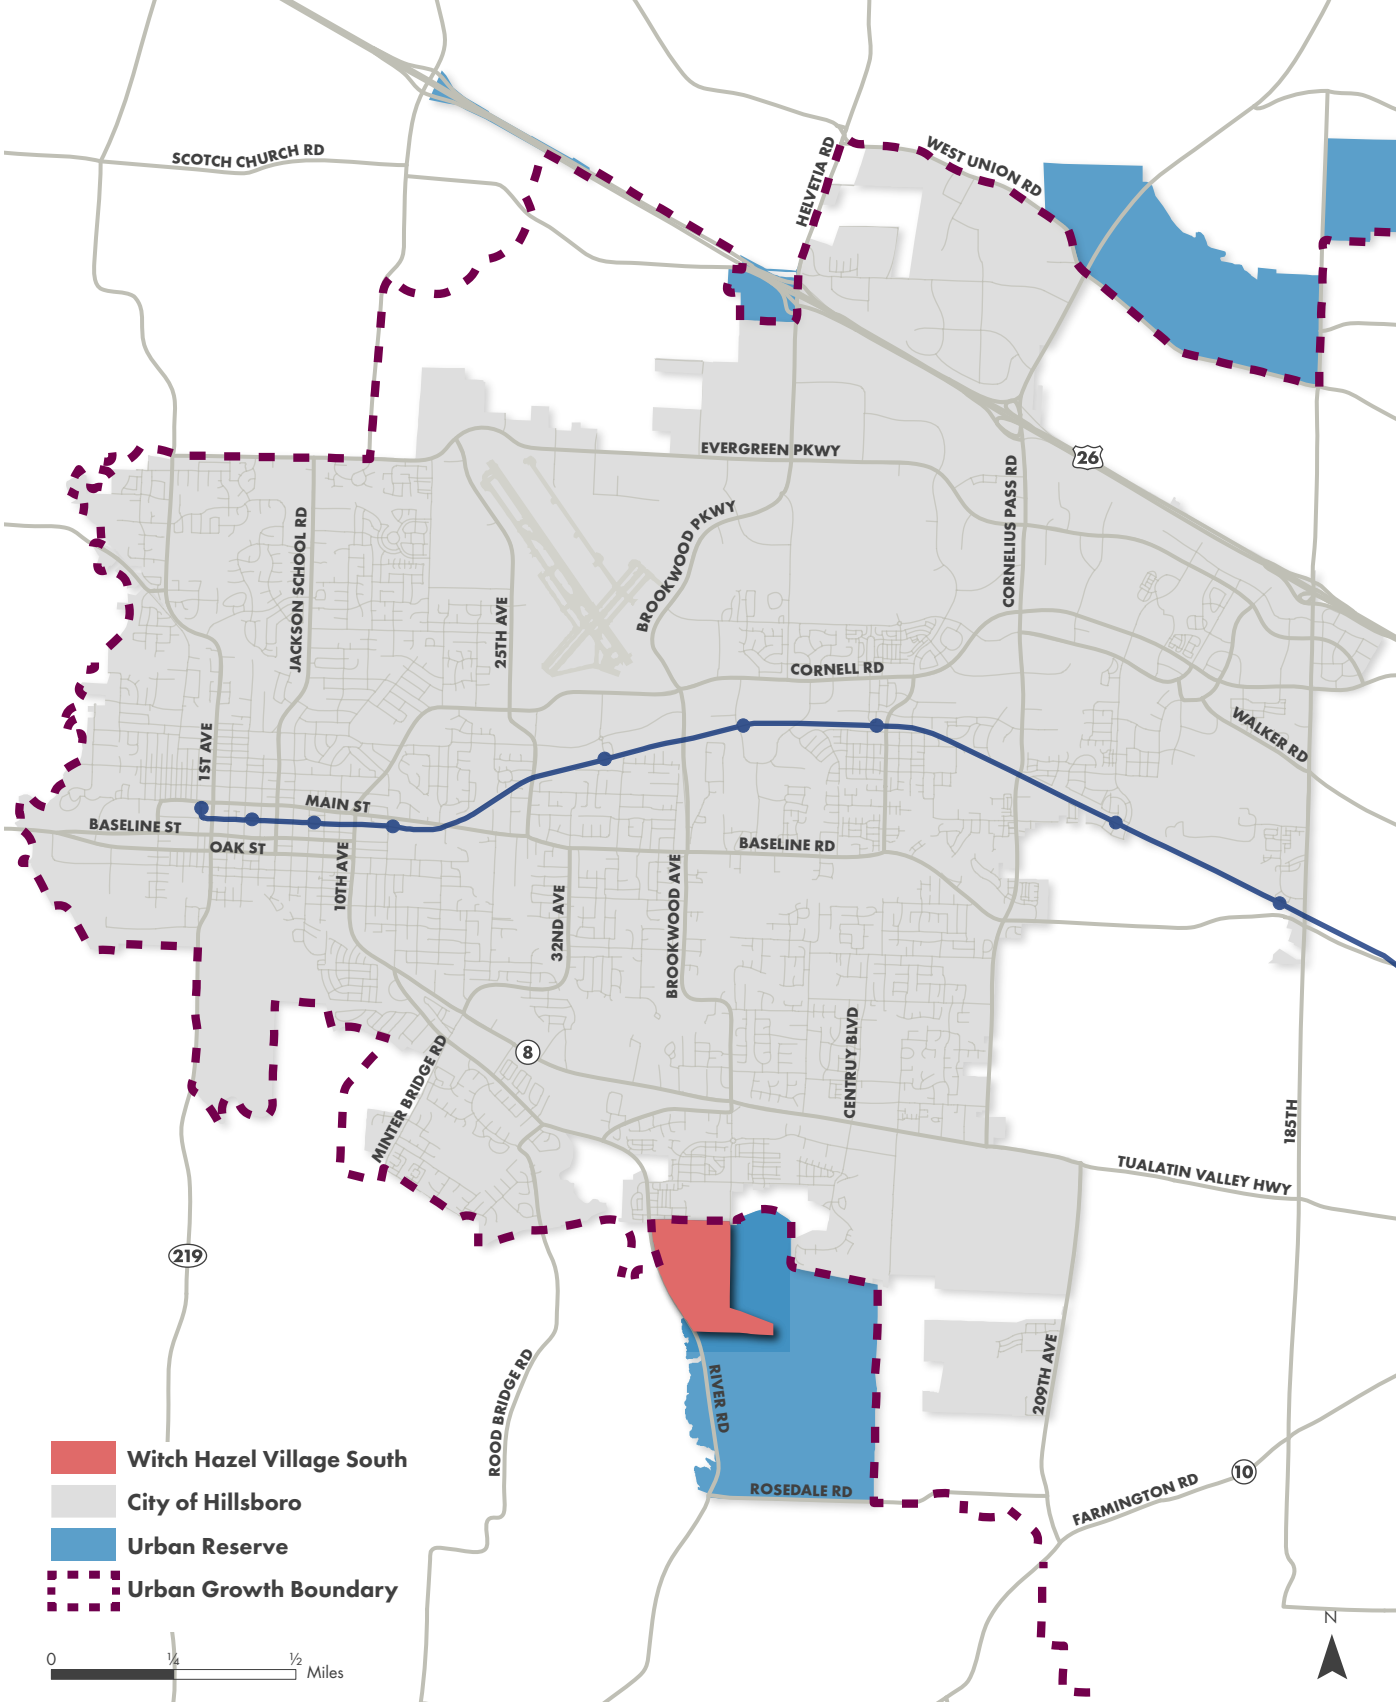 SCOTCH CHURCH RD
HELVETIA RD
WEST UNION RD
EVERGREEN PKWY
26
JACKSON SCHOOL RD
25TH AVE
BROOKWOOD PKWY
CORNELIUS PASS RD
CORNELL RD
WALKER RD
1ST AVE
MAIN ST
BASELINE ST
OAK ST
10TH AVE
BASELINE RD
32ND AVE
BROOKWOOD AVE
8
MINTER BRIDGE RD
CENTRUY BLVD
185TH
TUALATIN VALLEY HWY
219
ROOD BRIDGE RD
RIVER RD
209TH AVE
ROSEDALE RD
FARMINGTON RD
10
Witch Hazel Village South
City of Hillsboro
Urban Reserve
Urban Growth Boundary
0 ¼ ½ Miles
N